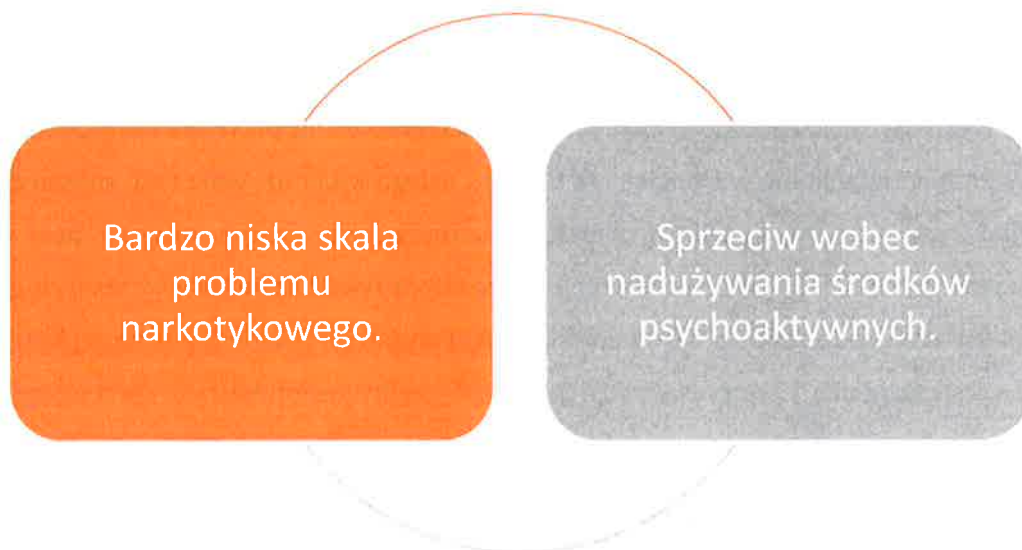 Bardzo niska skala
problemu
narkotykowego.
Sprzeciw wobec
nadużywania środków
psychoaktywnych.